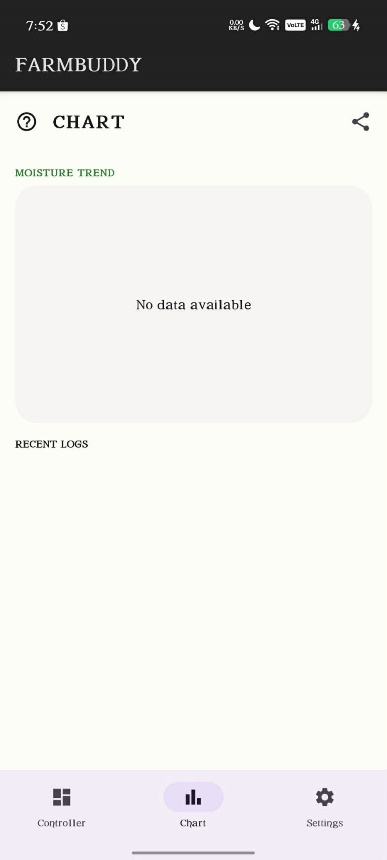 7:52
0.00
KB/S
VoLTE
4G
63
FARMBUDDY
CHART
MOISTURE TREND
No data available
RECENT LOGS
Controller
Chart
Settings